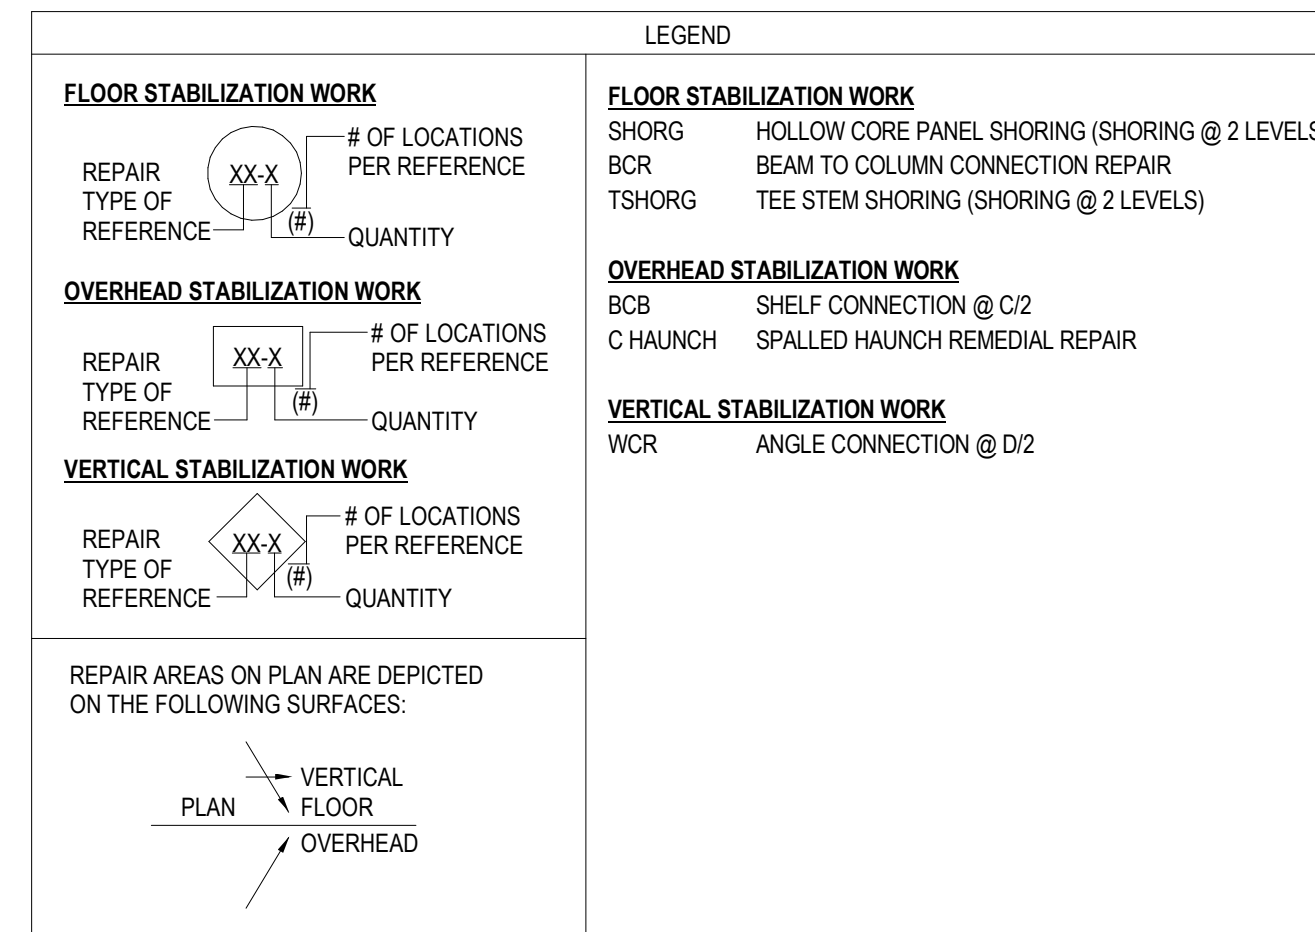 LEGEND
FLOOR STABILIZATION WORK
# OF LOCATIONS
PER REFERENCE
REPAIR
TYPE OF
REFERENCE
XX-X
(#)
QUANTITY
OVERHEAD STABILIZATION WORK
# OF LOCATIONS
PER REFERENCE
REPAIR
TYPE OF
REFERENCE
XX-X
(#)
QUANTITY
VERTICAL STABILIZATION WORK
# OF LOCATIONS
PER REFERENCE
REPAIR
TYPE OF
REFERENCE
XX-X
(#)
QUANTITY
REPAIR AREAS ON PLAN ARE DEPICTED
ON THE FOLLOWING SURFACES:
VERTICAL
PLAN FLOOR
OVERHEAD
FLOOR STABILIZATION WORK
SHORG HOLLOW CORE PANEL SHORING (SHORING @ 2 LEVELS
BCR BEAM TO COLUMN CONNECTION REPAIR
TSHORG TEE STEM SHORING (SHORING @ 2 LEVELS)
OVERHEAD STABILIZATION WORK
BCB SHELF CONNECTION @ C/2
C HAUNCH SPALLED HAUNCH REMEDIAL REPAIR
VERTICAL STABILIZATION WORK
WCR ANGLE CONNECTION @ D/2